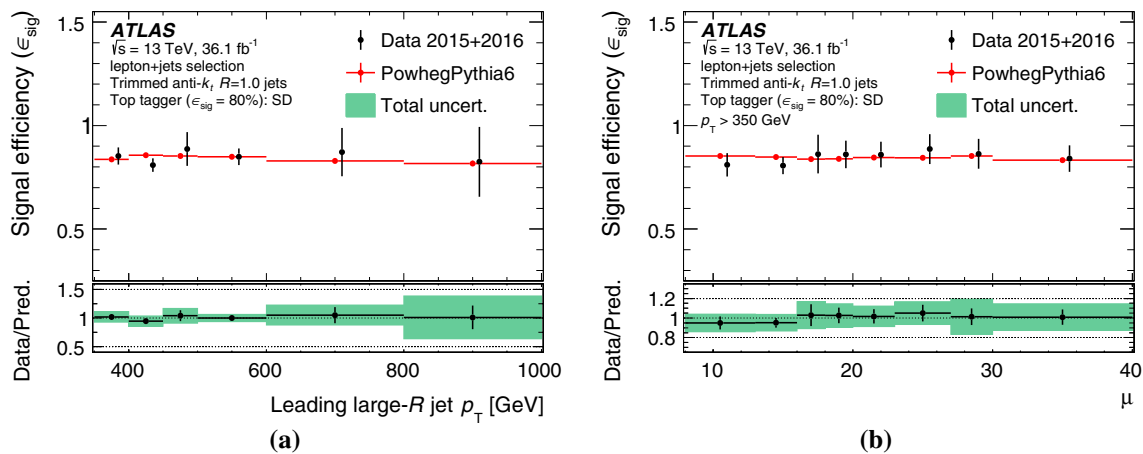 Signal efficiency (ϵsig)
1.5
1
0.5
ATLAS
√s = 13 TeV, 36.1 fb-1
lepton+jets selection
Trimmed anti-kt R=1.0 jets
Top tagger (ϵsig = 80%): SD
Data 2015+2016
PowhegPythia6
Total uncert.
Data/Pred.
1.5
1
0.5
400 500 600 700 800 900 1000
Leading large-R jet pT [GeV]
(a)
Signal efficiency (ϵsig)
1.5
1
0.5
ATLAS
√s = 13 TeV, 36.1 fb-1
lepton+jets selection
Trimmed anti-kt R=1.0 jets
Top tagger (ϵsig = 80%): SD
pT > 350 GeV
Data 2015+2016
PowhegPythia6
Total uncert.
Data/Pred.
1.2
1
0.8
10 20 30 40
μ
(b)